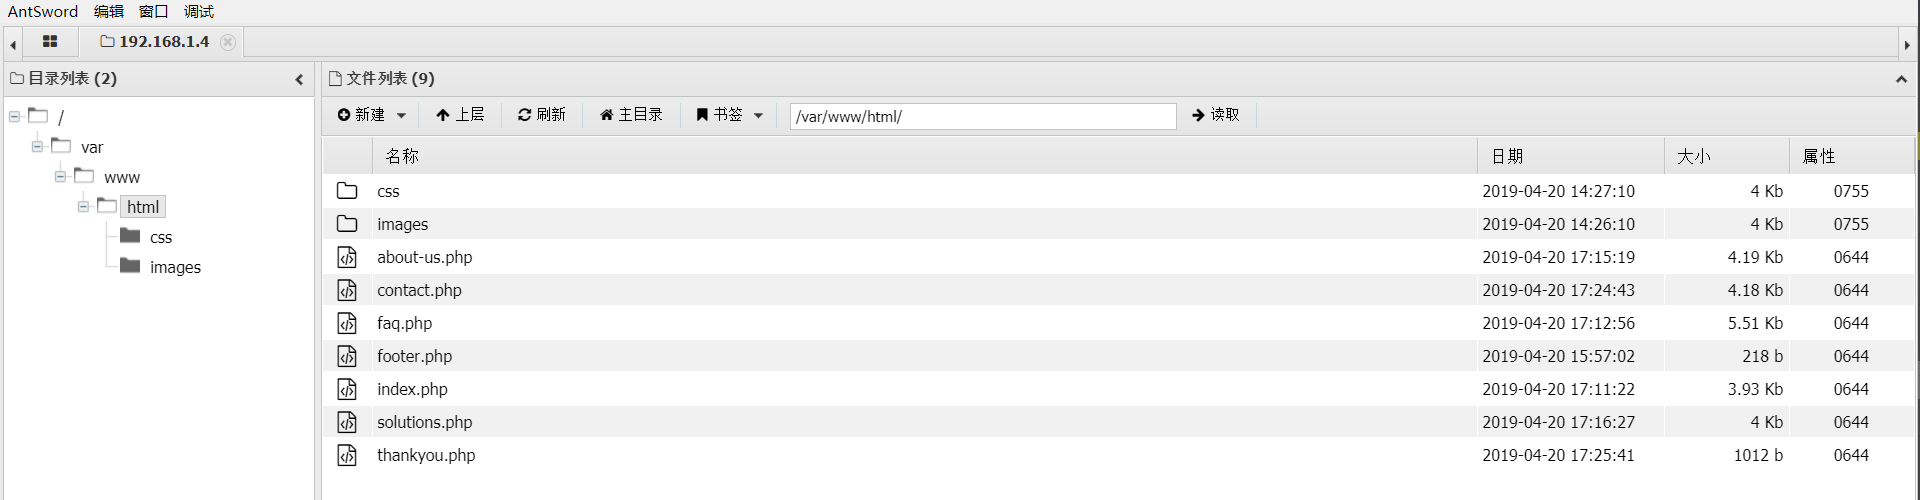 AntSword 编辑 窗口 调试
192.168.1.4
目录列表 (2)
/
var
www
html
css
images
文件列表 (9)
新建 上层 刷新 主目录 书签 /var/www/html/ 读取
名称 日期 大小 属性
css 2019-04-20 14:27:10 4 Kb 0755
images 2019-04-20 14:26:10 4 Kb 0755
about-us.php 2019-04-20 17:15:19 4.19 Kb 0644
contact.php 2019-04-20 17:24:43 4.18 Kb 0644
faq.php 2019-04-20 17:12:56 5.51 Kb 0644
footer.php 2019-04-20 15:57:02 218 b 0644
index.php 2019-04-20 17:11:22 3.93 Kb 0644
solutions.php 2019-04-20 17:16:27 4 Kb 0644
thankyou.php 2019-04-20 17:25:41 1012 b 0644